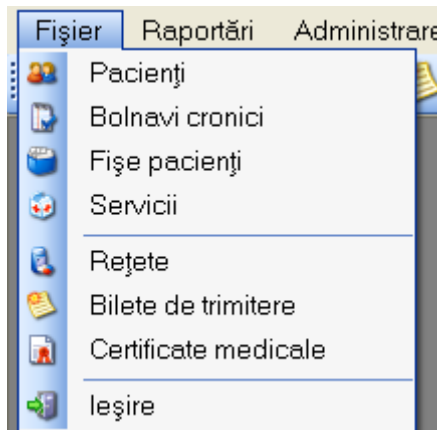 Fişier Raportări Administrare
Pacienţi
Bolnavi cronici
Fişe pacienţi
Servicii
Reţete
Bilete de trimitere
Certificate medicale
Ieşire